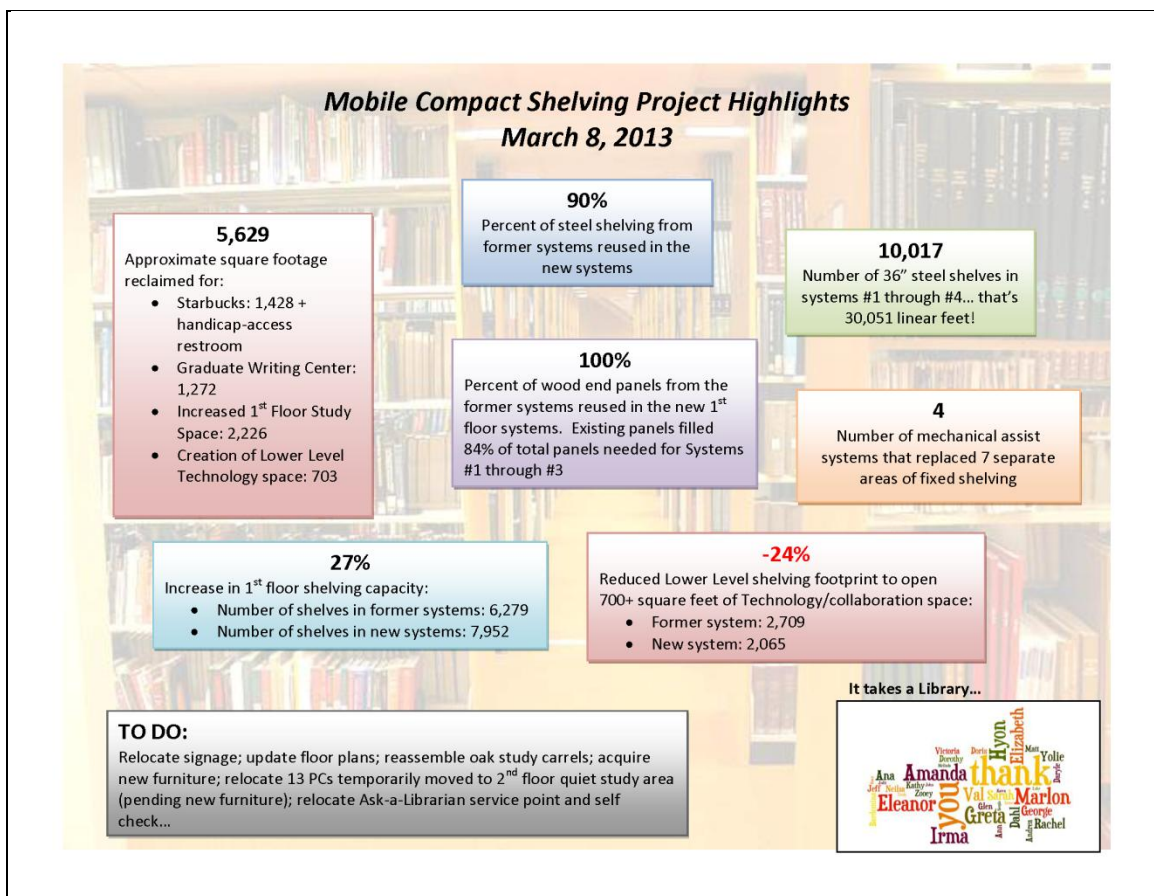 Mobile Compact Shelving Project Highlights
March 8, 2013
5,629
Approximate square footage
reclaimed for:
• Starbucks: 1,428 +
handicap-access
restroom
• Graduate Writing Center:
1,272
• Increased 1st Floor Study
Space: 2,226
• Creation of Lower Level
Technology space: 703
90%
Percent of steel shelving from
former systems reused in the
new systems
10,017
Number of 36” steel shelves in
systems #1 through #4… that’s
30,051 linear feet!
100%
Percent of wood end panels from the
former systems reused in the new 1st
floor systems.  Existing panels filled
84% of total panels needed for Systems
#1 through #3
4
Number of mechanical assist
systems that replaced 7 separate
areas of fixed shelving
27%
Increase in 1st floor shelving capacity:
• Number of shelves in former systems: 6,279
• Number of shelves in new systems: 7,952
-24%
Reduced Lower Level shelving footprint to open
700+ square feet of Technology/collaboration space:
• Former system: 2,709
• New system: 2,065
TO DO:
Relocate signage; update floor plans; reassemble oak study carrels; acquire
new furniture; relocate 13 PCs temporarily moved to 2nd floor quiet study area
(pending new furniture); relocate Ask-a-Librarian service point and self
check…
It takes a Library…
thank
you
Hyon
Elizabeth
Victoria
Dorothy
Doris
Matt
Yolie
Daryle
Ana
Amanda
Jeff
Neilsa
Kathy
Zooey
Eleanor
Val
Sarah
Marlon
Glen
Greta
Dahl
George
Irma
Ann
Andrea
Rachel